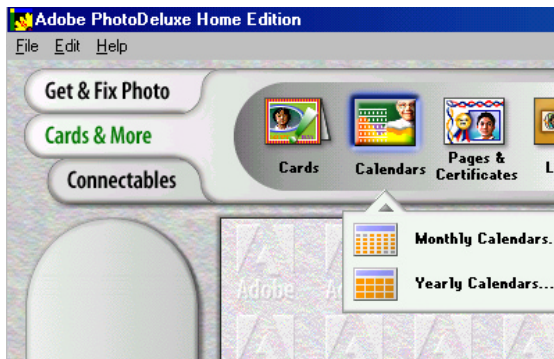 Adobe PhotoDeluxe Home Edition
File Edit Help
Get & Fix Photo
Cards & More
Connectables
Cards
Calendars
Pages &
Certificates
L
Monthly Calendars.
Yearly Calendars...
Adobe
A